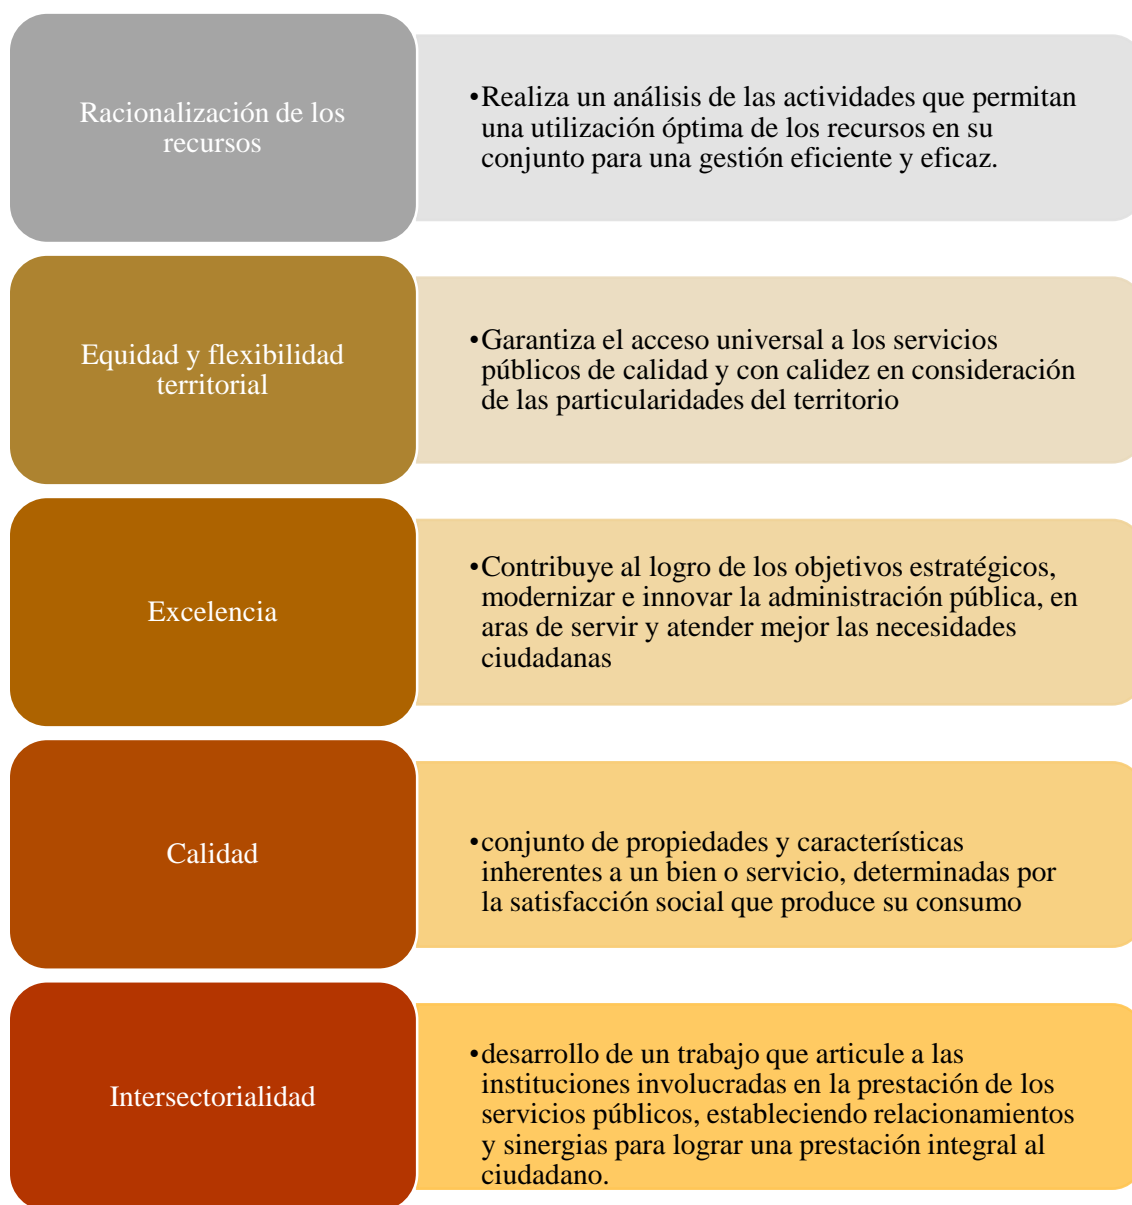 Racionalización de los
recursos
•Realiza un análisis de las actividades que permitan
una utilización óptima de los recursos en su
conjunto para una gestión eficiente y eficaz.
Equidad y flexibilidad
territorial
•Garantiza el acceso universal a los servicios
públicos de calidad y con calidez en consideración
de las particularidades del territorio
Excelencia
•Contribuye al logro de los objetivos estratégicos,
modernizar e innovar la administración pública, en
aras de servir y atender mejor las necesidades
ciudadanas
Calidad
•conjunto de propiedades y características
inherentes a un bien o servicio, determinadas por
la satisfacción social que produce su consumo
Intersectorialidad
•desarrollo de un trabajo que articule a las
instituciones involucradas en la prestación de los
servicios públicos, estableciendo relacionamientos
y sinergias para lograr una prestación integral al
ciudadano.